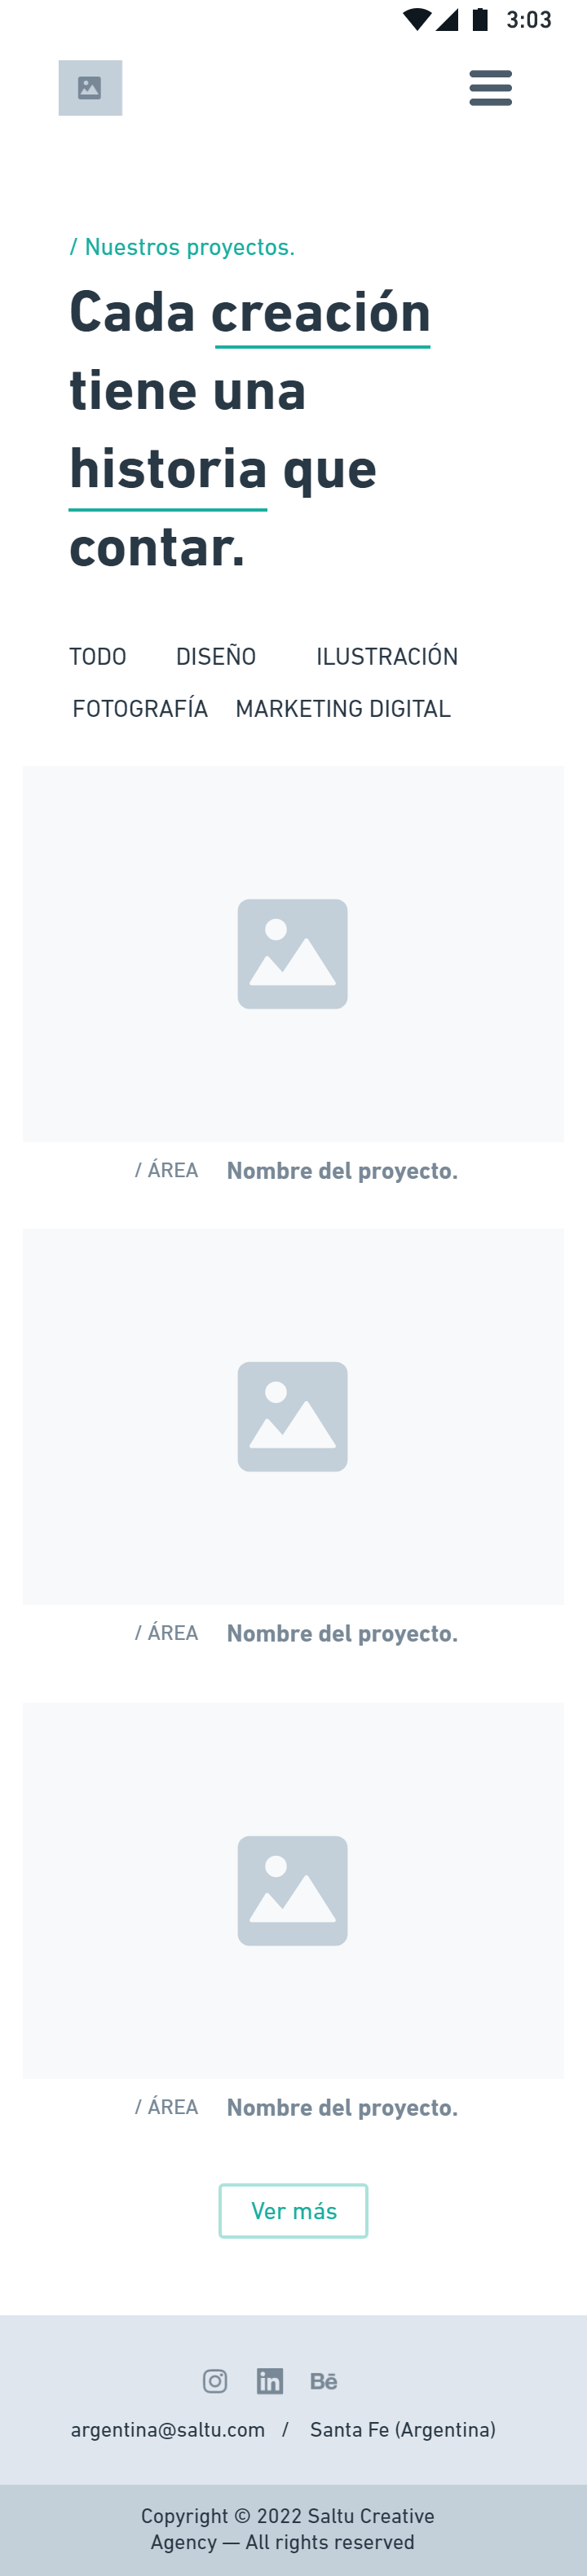 3:03
/ Nuestros proyectos.
Cada creación
tiene una
historia que
contar.
TODO DISEÑO ILUSTRACIÓN
FOTOGRAFÍA MARKETING DIGITAL
/ ÁREA Nombre del proyecto.
/ ÁREA Nombre del proyecto.
/ ÁREA Nombre del proyecto.
Ver más
in Bē
argentina@saltu.com / Santa Fe (Argentina)
Copyright © 2022 Saltu Creative
Agency — All rights reserved